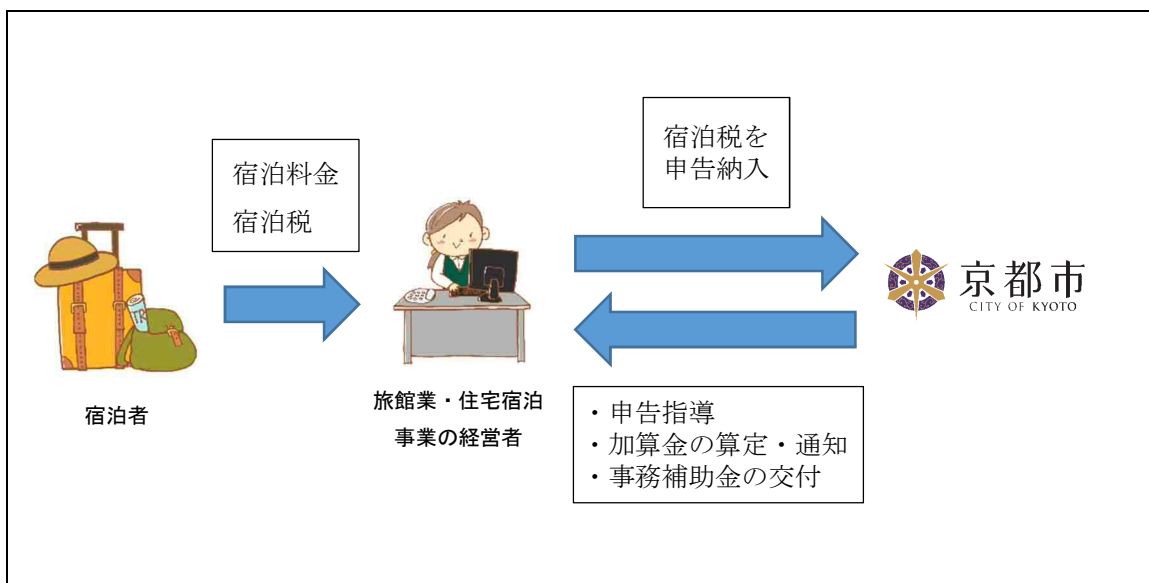 宿泊料金
宿泊税
宿泊税を
申告納入
京都市
CITY OF KYOTO
宿泊者
旅館業・住宅宿泊
事業の経営者
・申告指導
・加算金の算定・通知
・事務補助金の交付